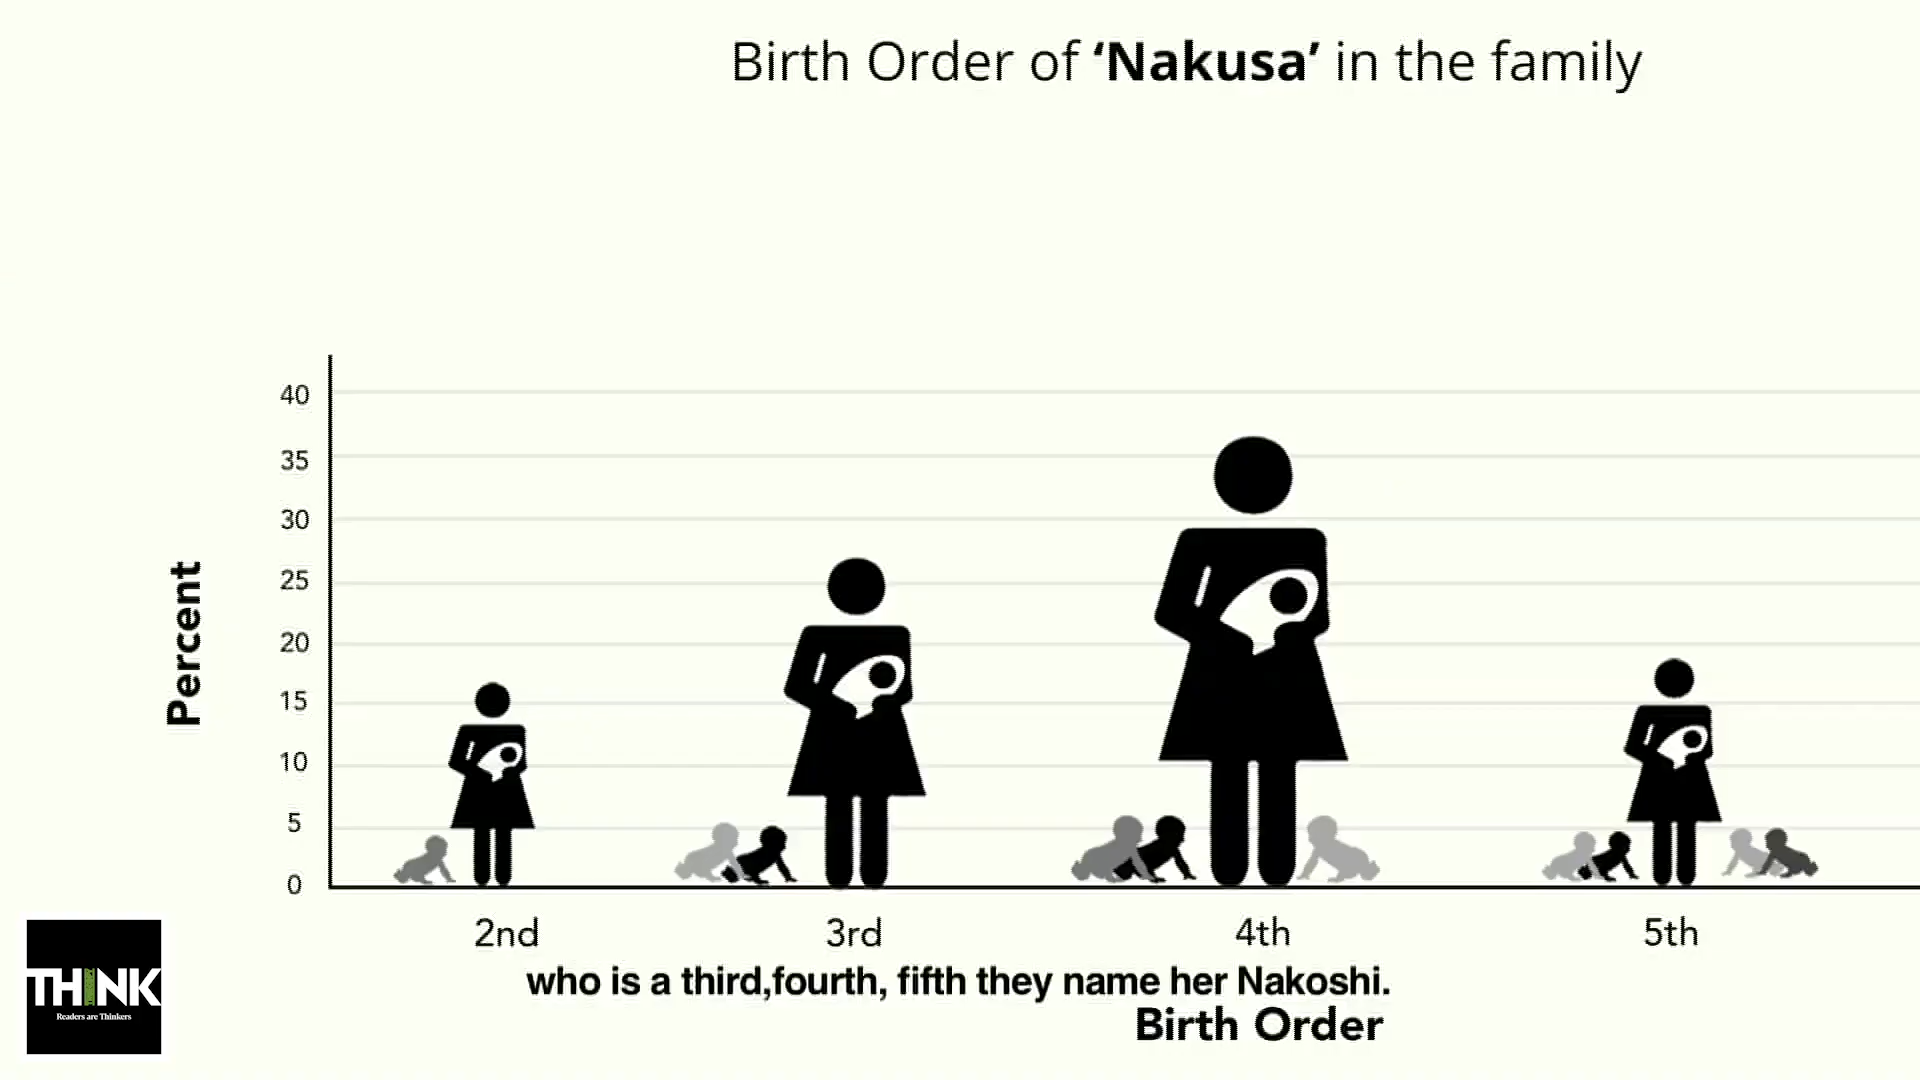 Birth Order of ‘Nakusa’ in the family
40
35
30
25
20
15
10
5
0
Percent
2nd 3rd 4th 5th
who is a third,fourth, fifth they name her Nakoshi.
Birth Order
THINK
Readers are Thinkers